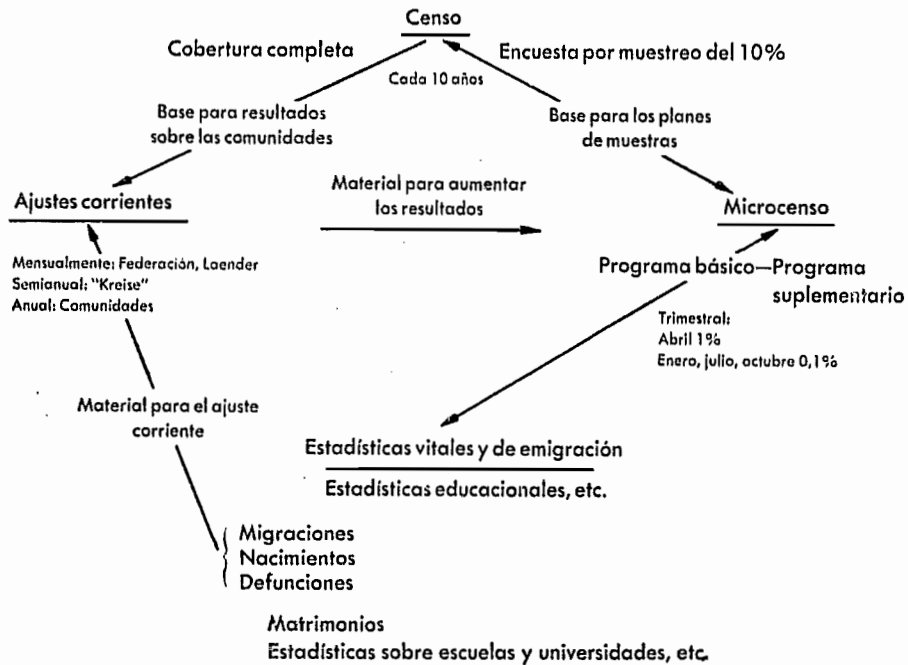 Censo
Cobertura completa
Encuesta por muestreo del 10%
Cada 10 años
Base para resultados
sobre las comunidades
Base para los planes
de muestras
Ajustes corrientes
Material para aumentar
los resultados
Microcenso
Mensualmente: Federación, Laender
Semianual: "Kreise"
Anual: Comunidades
Programa básico—Programa
suplementario
Trimestral:
Abril 1%
Enero, julio, octubre 0,1%
Material para el ajuste
corriente
Estadísticas vitales y de emigración
Estadísticas educacionales, etc.
Migraciones
Nacimientos
Defunciones
Matrimonios
Estadísticas sobre escuelas y universidades, etc.